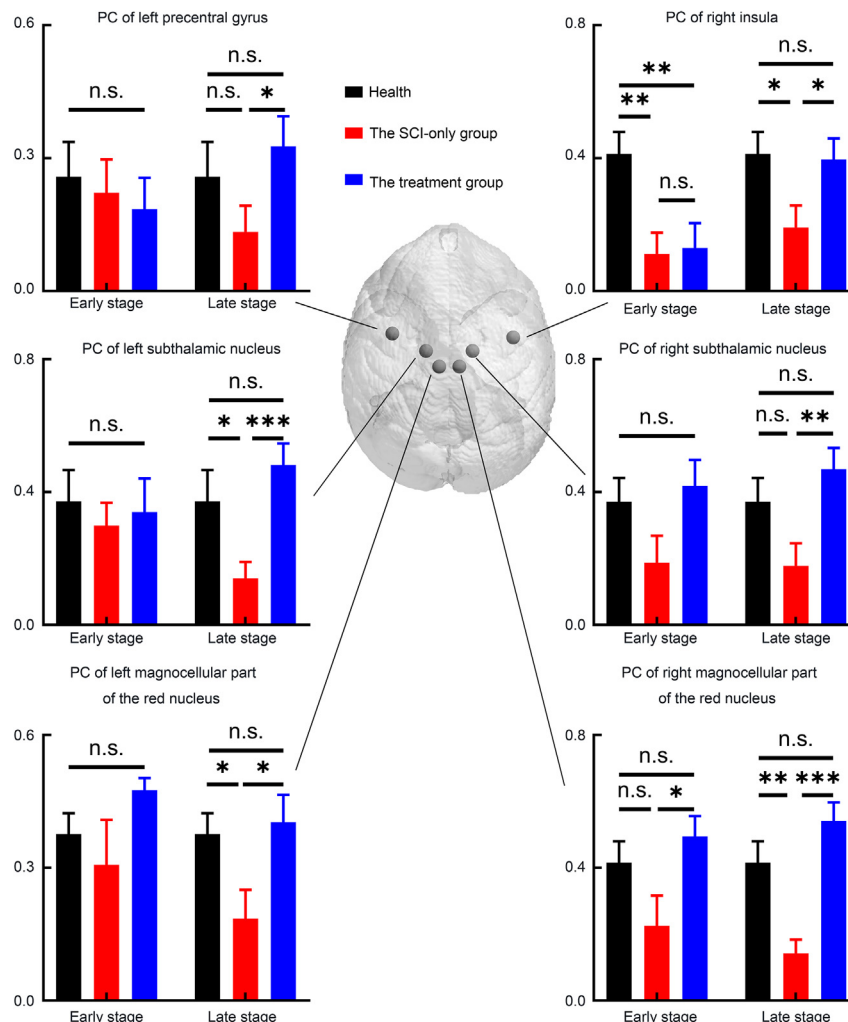 PC of left precentral gyrus
0.6
0.3
0.0
n.s.
n.s.
n.s.
*
Early stage
Late stage
Health
The SCI-only group
The treatment group
PC of right insula
0.8
0.4
0.0
**
**
n.s.
n.s.
*
*
Early stage
Late stage
PC of left subthalamic nucleus
0.8
0.4
0.0
n.s.
n.s.
*
***
Early stage
Late stage
PC of right subthalamic nucleus
0.8
0.4
0.0
n.s.
n.s.
n.s.
**
Early stage
Late stage
PC of left magnocellular part
of the red nucleus
0.6
0.3
0.0
n.s.
n.s.
*
*
Early stage
Late stage
PC of right magnocellular part
of the red nucleus
0.8
0.4
0.0
n.s.
n.s.
*
n.s.
**
***
Early stage
Late stage